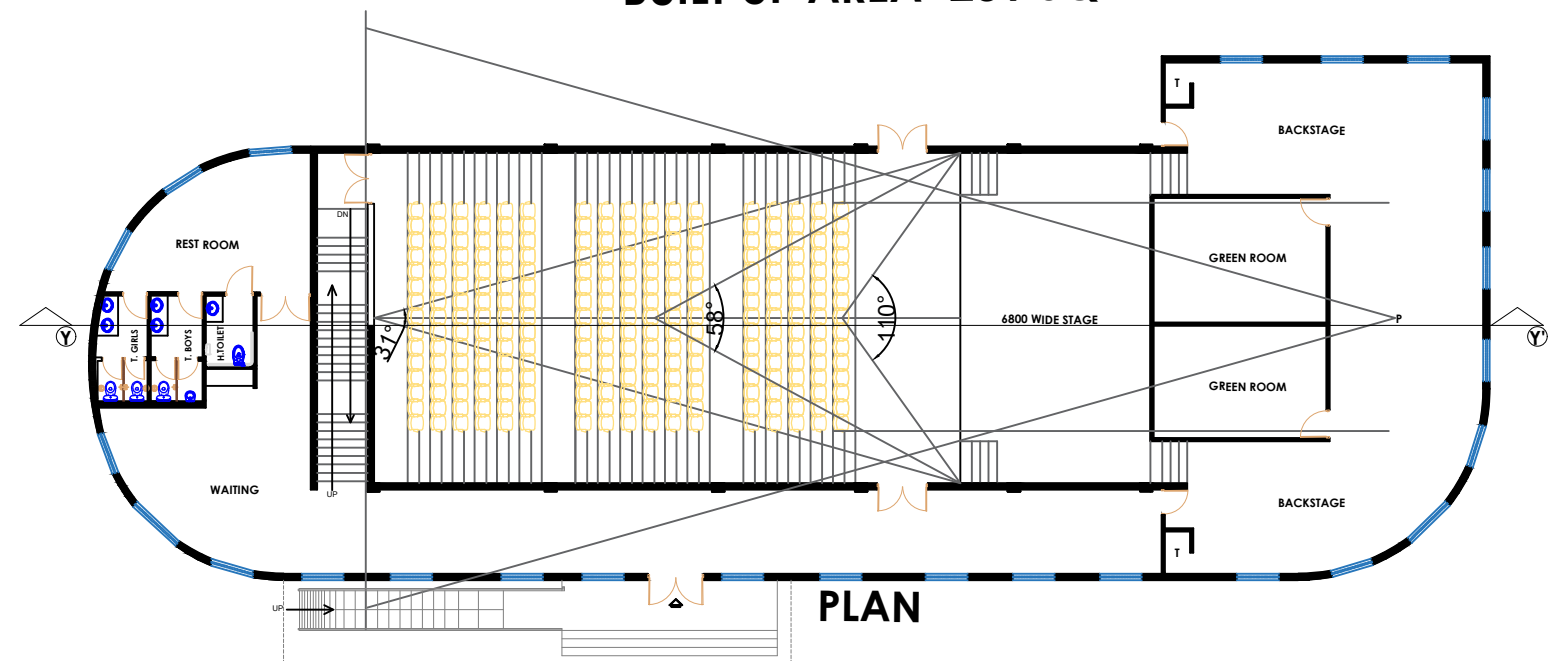 T
BACKSTAGE
DN
REST ROOM
GREEN ROOM
T. GIRLS
T. BOYS
H.TOILET
31°
58°
110°
6800 WIDE STAGE
P
Y
Y'
GREEN ROOM
WAITING
UP
BACKSTAGE
T
UP
PLAN